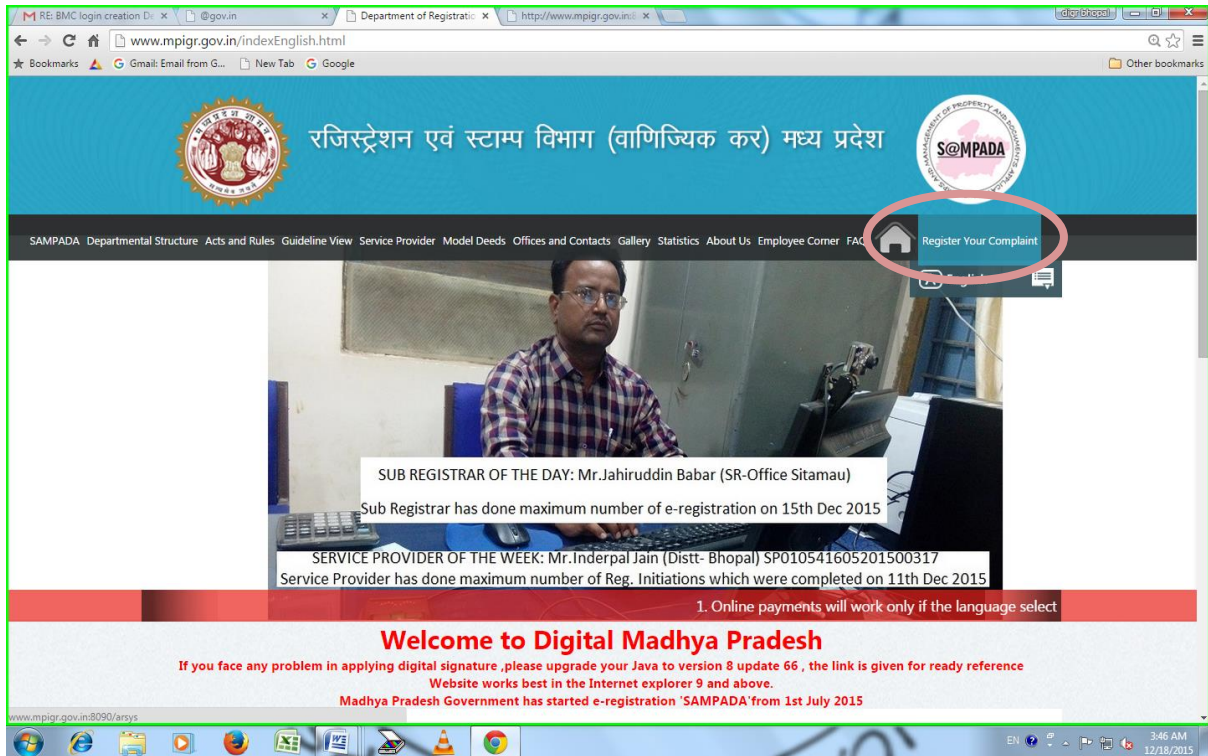 RE: BMC login creation De
@gov.in
Department of Registratio
http://www.mpigr.gov.in:8
digrbhopal
www.mpigr.gov.in/indexEnglish.html
Bookmarks
Gmail: Email from G...
New Tab
Google
Other bookmarks
रजिस्ट्रेशन एवं स्टाम्प विभाग (वाणिज्यिक कर) मध्य प्रदेश
S@MPADA
SAMPADA Departmental Structure Acts and Rules Guideline View Service Provider Model Deeds Offices and Contacts Gallery Statistics About Us Employee Corner FAQ Register Your Complaint
SUB REGISTRAR OF THE DAY: Mr.Jahiruddin Babar (SR-Office Sitamau)
Sub Registrar has done maximum number of e-registration on 15th Dec 2015
SERVICE PROVIDER OF THE WEEK: Mr.Inderpal Jain (Distt- Bhopal) SP010541605201500317
Service Provider has done maximum number of Reg. Initiations which were completed on 11th Dec 2015
1. Online payments will work only if the language select
Welcome to Digital Madhya Pradesh
If you face any problem in applying digital signature ,please upgrade your Java to version 8 update 66 , the link is given for ready reference
Website works best in the Internet explorer 9 and above.
Madhya Pradesh Government has started e-registration 'SAMPADA'from 1st July 2015
www.mpigr.gov.in:8090/arsys
EN
3:46 AM
12/18/2015